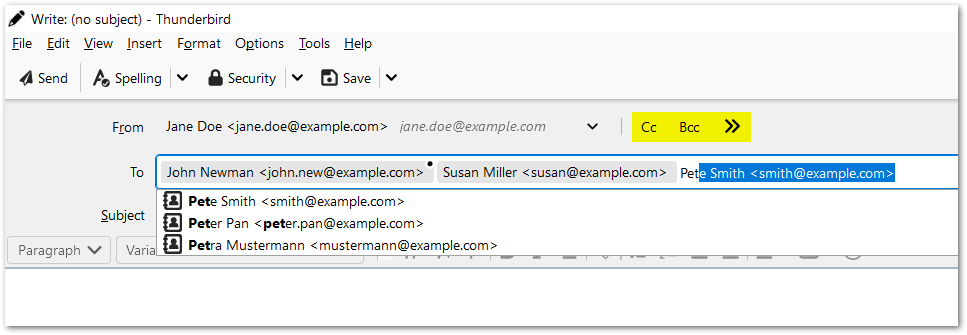 Write: (no subject) - Thunderbird
File Edit View Insert Format Options Tools Help
Send Spelling Security Save
From Jane Doe <jane.doe@example.com> jane.doe@example.com Cc Bcc
To John Newman <john.new@example.com> Susan Miller <susan@example.com> Pete Smith <smith@example.com>
Pete Smith <smith@example.com>
Peter Pan <peter.pan@example.com>
Subject
Petra Mustermann <mustermann@example.com>
Paragraph Varia